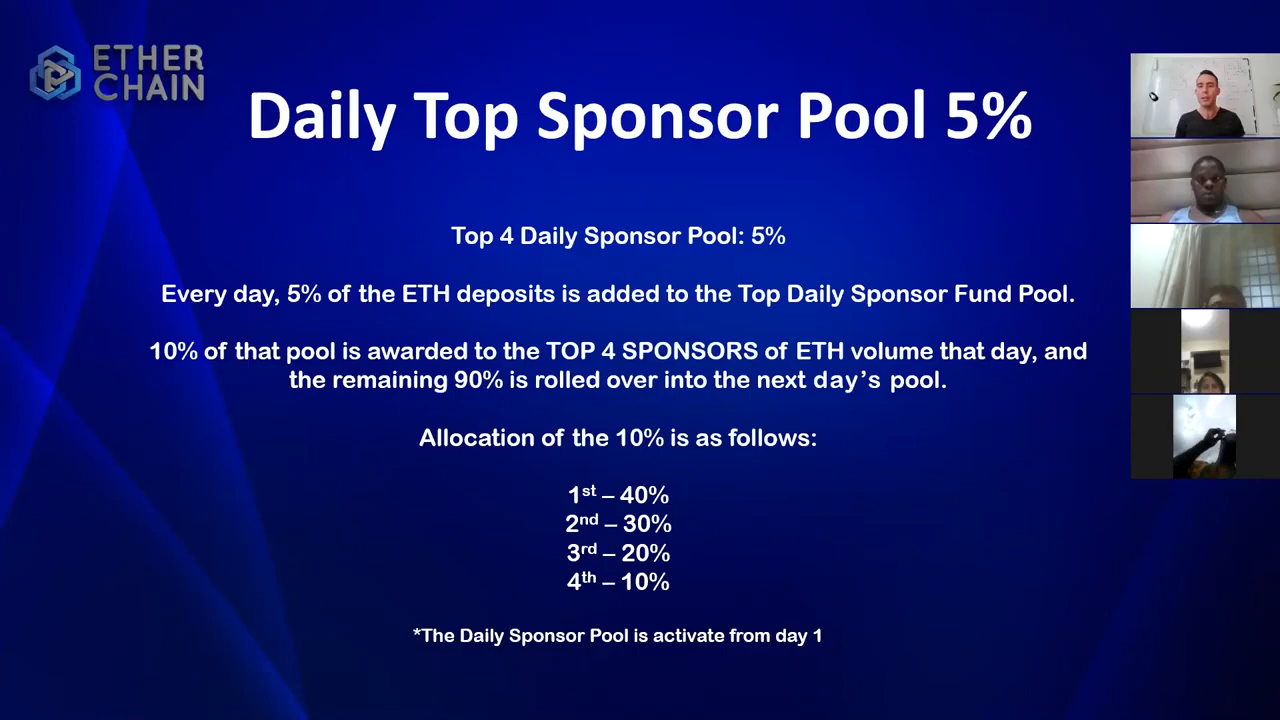 ETHER
CHAIN
Daily Top Sponsor Pool 5%
Top 4 Daily Sponsor Pool: 5%
Every day, 5% of the ETH deposits is added to the Top Daily Sponsor Fund Pool.
10% of that pool is awarded to the TOP 4 SPONSORS of ETH volume that day, and
the remaining 90% is rolled over into the next day’s pool.
Allocation of the 10% is as follows:
1st – 40%
2nd – 30%
3rd – 20%
4th – 10%
*The Daily Sponsor Pool is activate from day 1